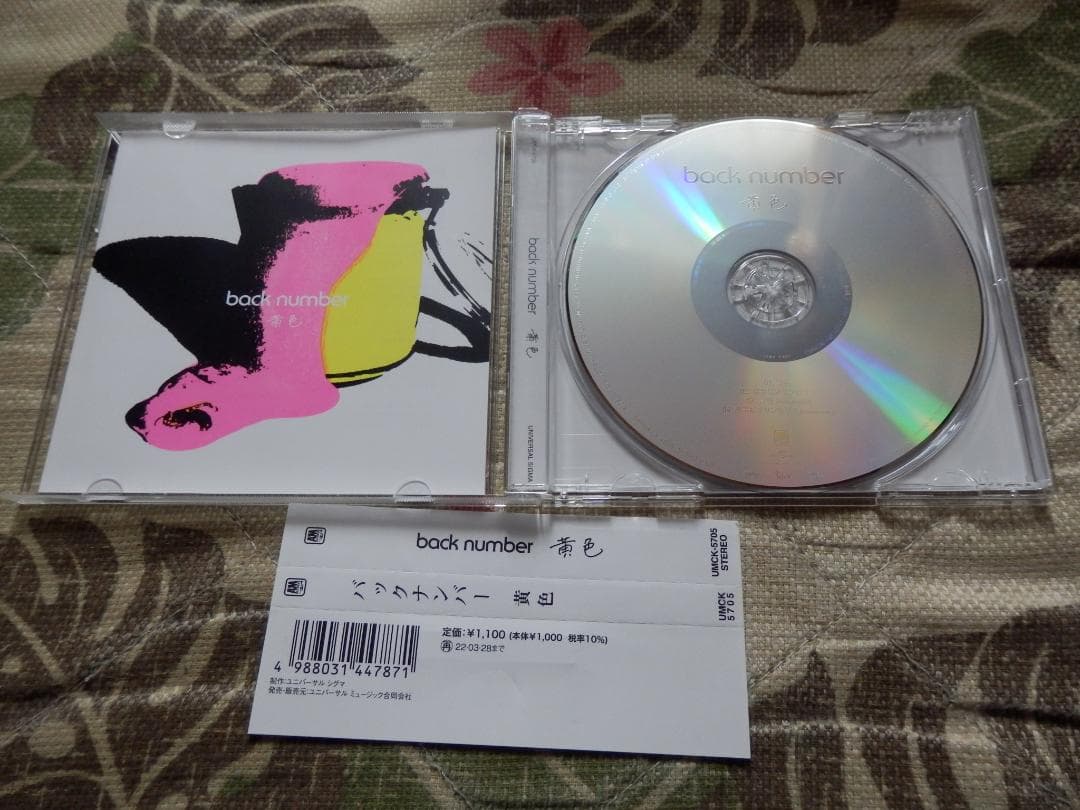 back number
黄色
back number 黄色
UNIVERSAL SIGMA
back number
黄色
back number 黄色
UMCK-5705
STEREO
バックナンバー 黄色
UMCK
5705
定価:¥1,100 (本体¥1,000 税率10%)
再 22・03・28まで
4 988031 447871
製作:ユニバーサル シグマ
発売・販売元:ユニバーサル ミュージック合同会社